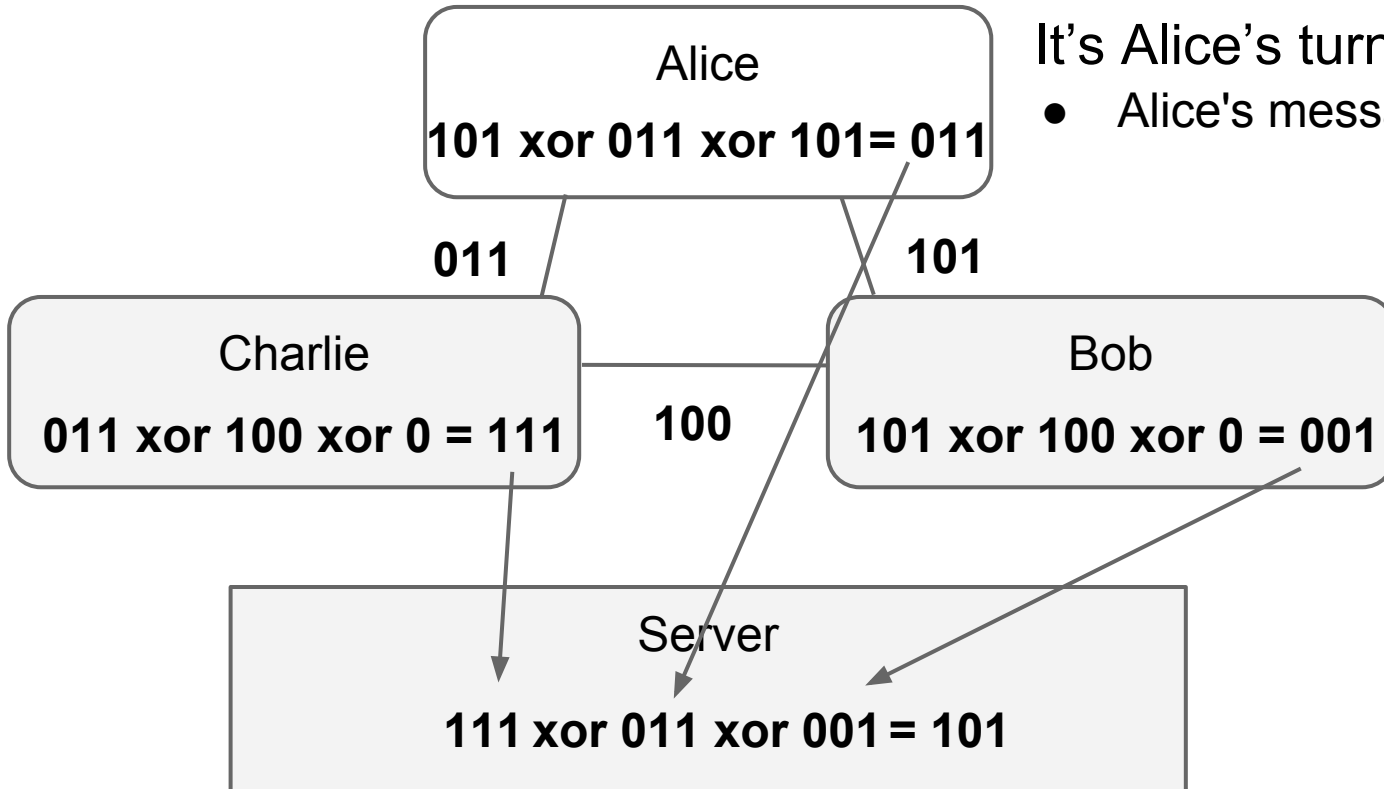 Alice
101 xor 011 xor 101= 011
It's Alice's turn
● Alice's mess
011
101
Charlie
011 xor 100 xor 0 = 111
100
Bob
101 xor 100 xor 0 = 001
Server
111 xor 011 xor 001 = 101